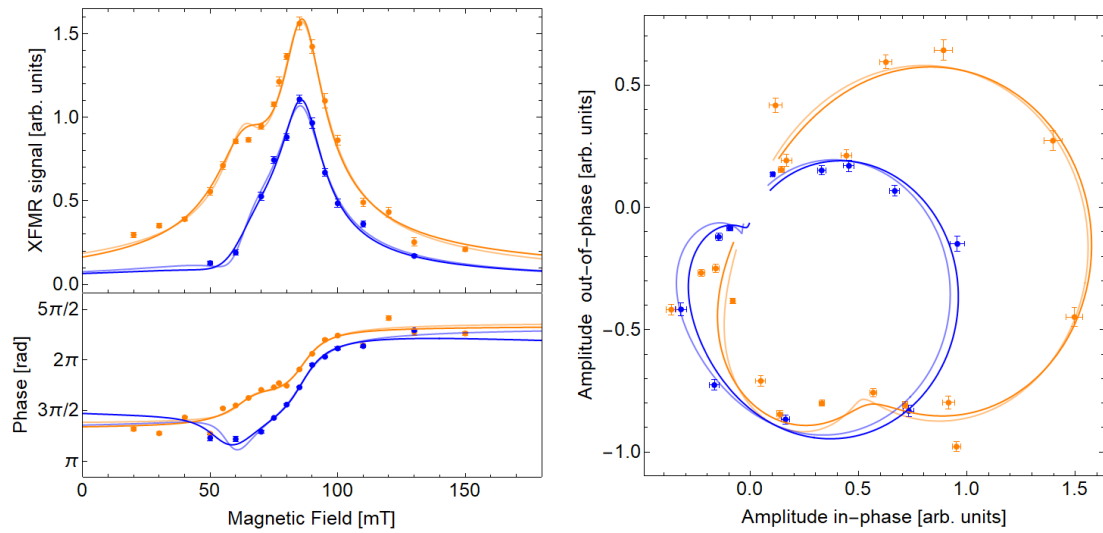 XFMR signal [arb. units]
1.5
1.0
0.5
0.0
Phase [rad]
5π/2
2π
3π/2
π
0
50
100
150
Magnetic Field [mT]
Amplitude out-of-phase [arb. units]
0.5
0.0
−0.5
−1.0
0.0
0.5
1.0
1.5
Amplitude in-phase [arb. units]